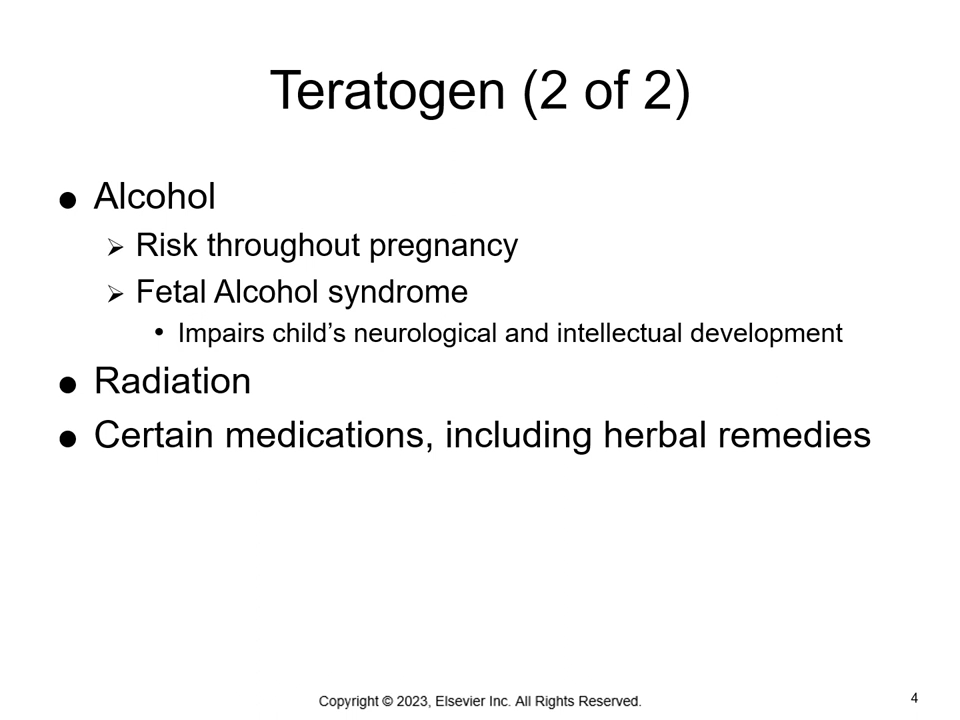 Teratogen (2 of 2)
● Alcohol
➢ Risk throughout pregnancy
➢ Fetal Alcohol syndrome
• Impairs child’s neurological and intellectual development
● Radiation
● Certain medications, including herbal remedies
Copyright © 2023, Elsevier Inc. All Rights Reserved.
4